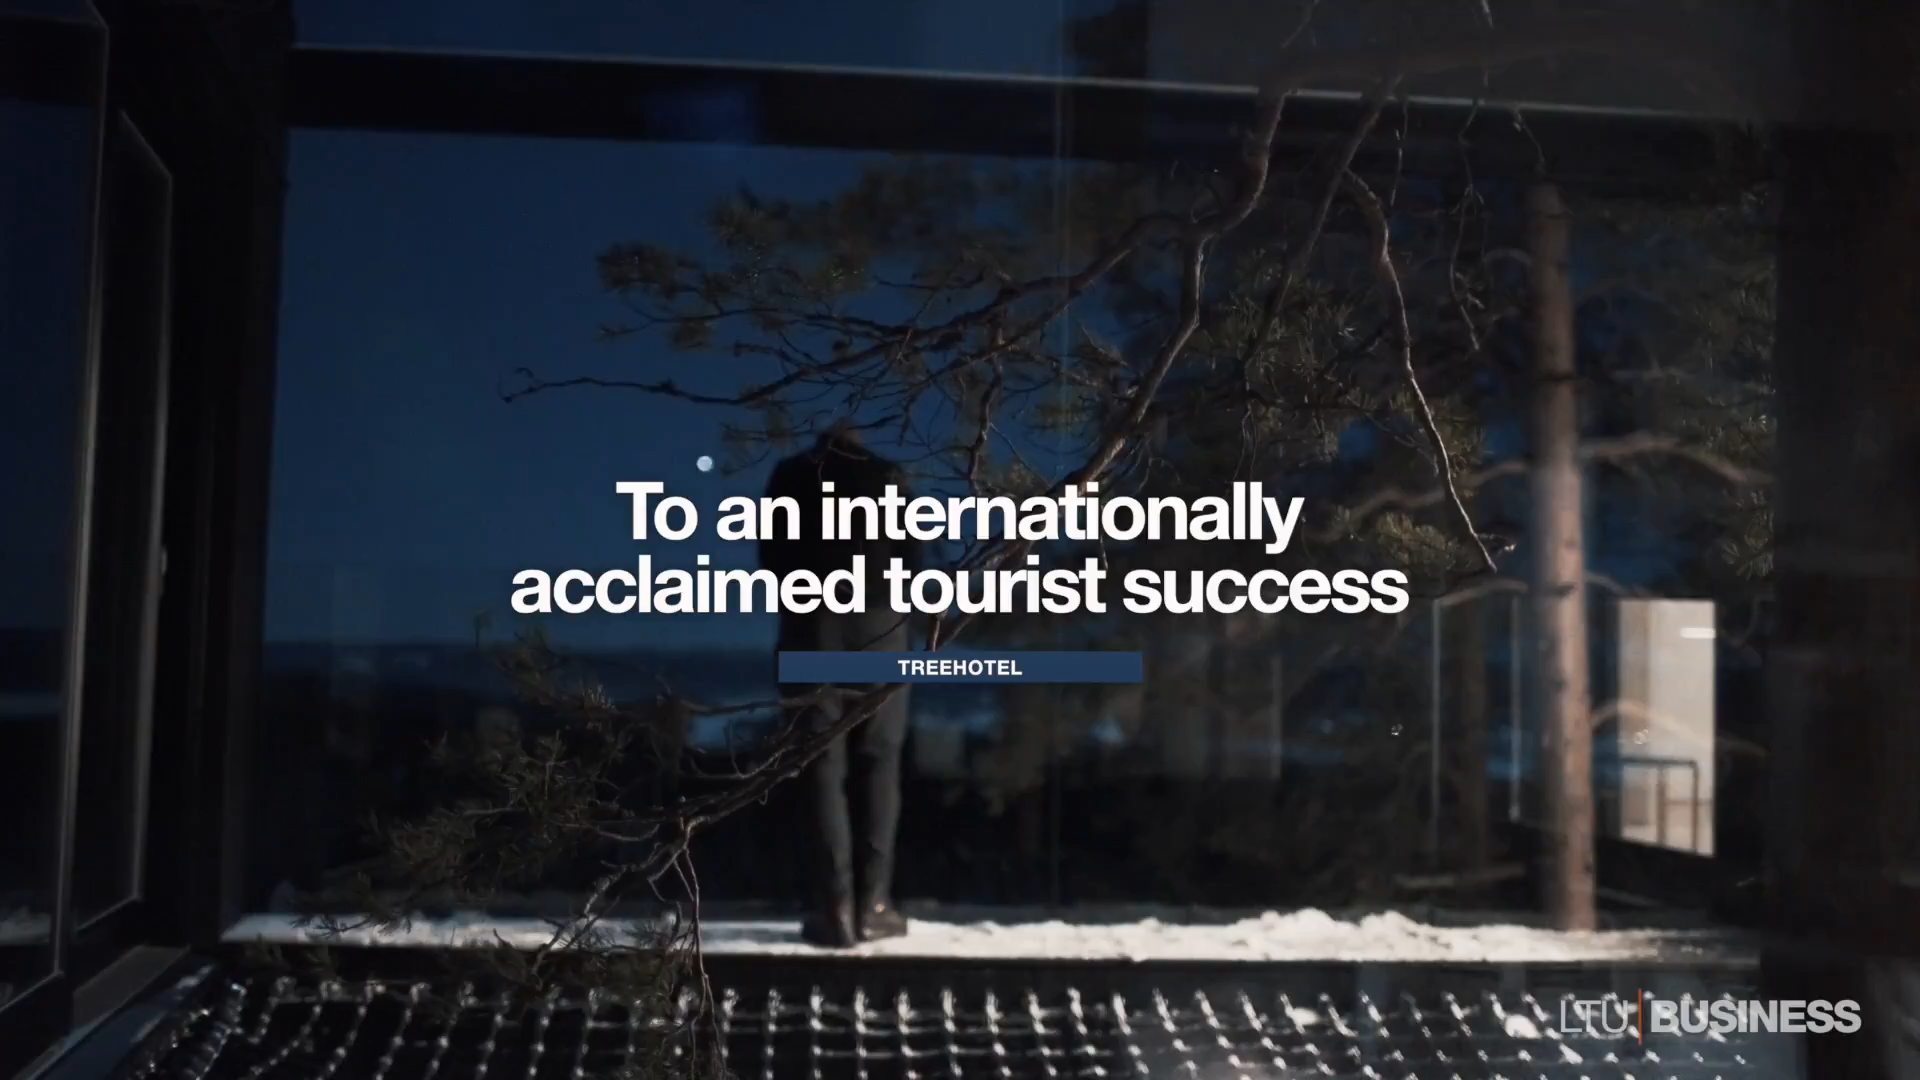 To an internationally
acclaimed tourist success
TREEHOTEL
LTU BUSINESS